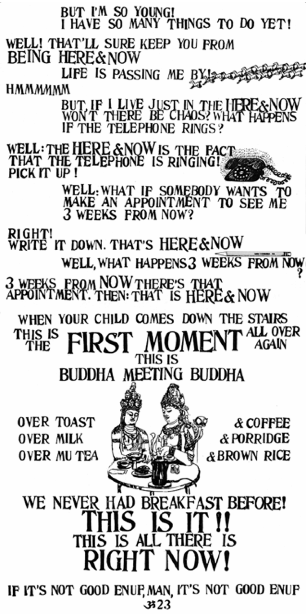 BUT I'M SO YOUNG!
I HAVE SO MANY THINGS TO DO YET!
WELL! THAT'LL SURE KEEP YOU FROM
BEING HERE&NOW
LIFE IS PASSING ME BY!
HMMMMMM
BUT, IF I LIVE JUST IN THE HERE&NOW
WON'T THERE BE CHAOS? WHAT HAPPENS
IF THE TELEPHONE RINGS?
WELL: THE HERE & NOW IS THE FACT
THAT THE TELEPHONE IS RINGING!
PICK IT UP!
WELL: WHAT IF SOMEBODY WANTS TO
MAKE AN APPOINTMENT TO SEE ME
3 WEEKS FROM NOW?
RIGHT!
WRITE IT DOWN. THAT'S HERE&NOW
WELL, WHAT HAPPENS 3 WEEKS FROM NOW
?
3 WEEKS FROM NOW THERE'S THAT
APPOINTMENT. THEN: THAT IS HERE&NOW
WHEN YOUR CHILD COMES DOWN THE STAIRS
THIS IS THE FIRST MOMENT ALL OVER AGAIN
THIS IS
BUDDHA MEETING BUDDHA
OVER TOAST & COFFEE
OVER MILK & PORRIDGE
OVER MU TEA & BROWN RICE
WE NEVER HAD BREAKFAST BEFORE!
THIS IS IT!!
THIS IS ALL THERE IS
RIGHT NOW!
IF IT'S NOT GOOD ENUF, MAN, IT'S NOT GOOD ENUF
ॐ 23